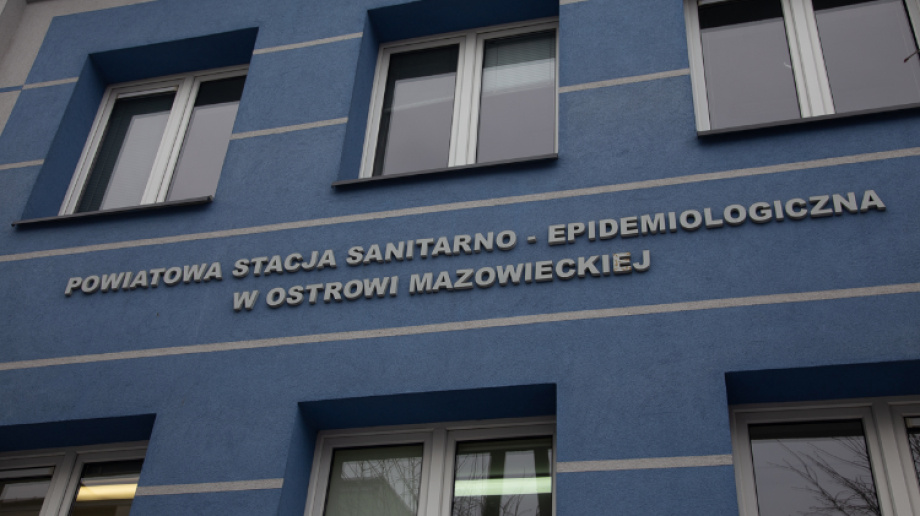 POWIATOWA STACJA SANITARNO - EPIDEMIOLOGICZNA
W OSTROWI MAZOWIECKIEJ